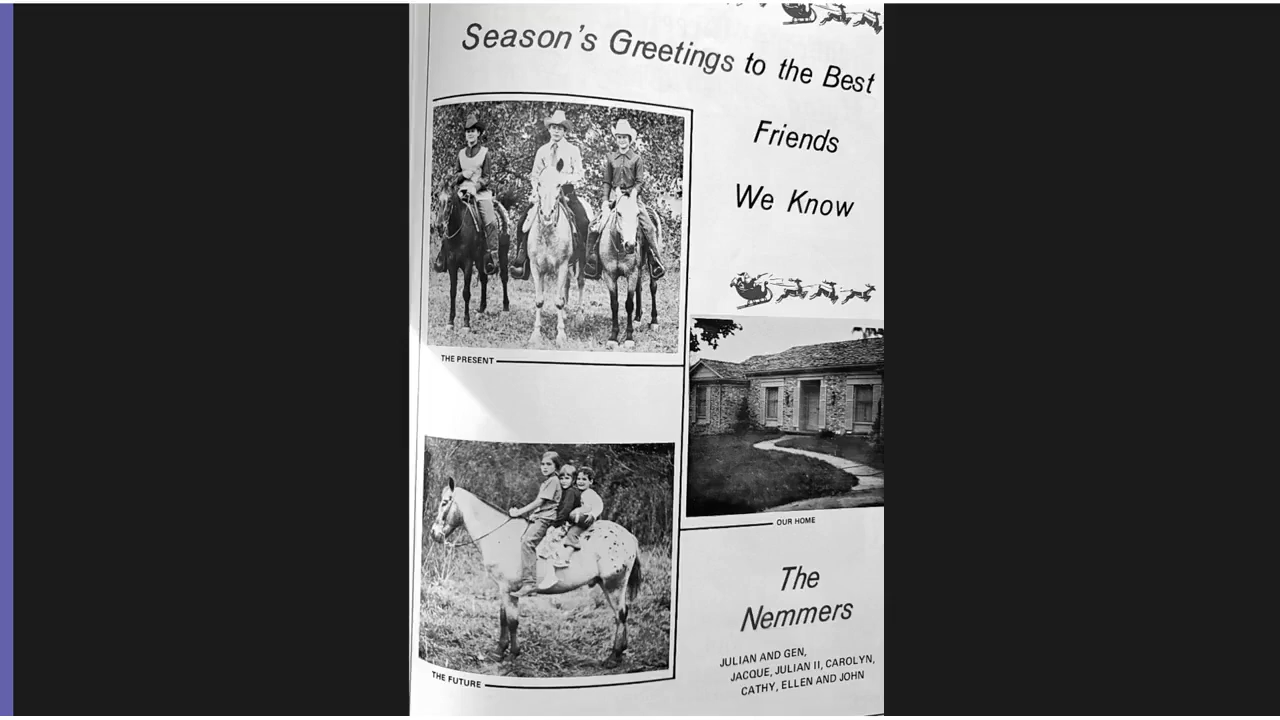 Season's Greetings to the Best
Friends
We Know
THE PRESENT
OUR HOME
THE FUTURE
The
Nemmers
JULIAN AND GEN,
JACQUE, JULIAN II, CAROLYN,
CATHY, ELLEN AND JOHN